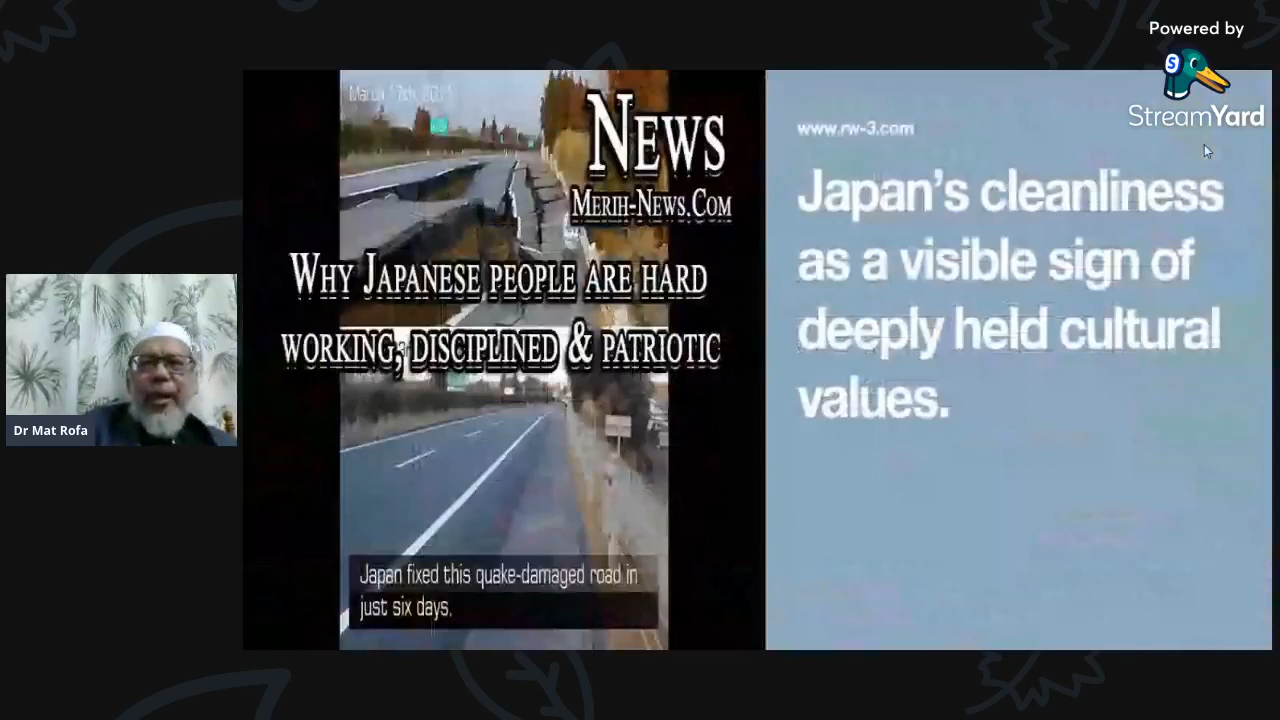 Powered by
StreamYard
Dr Mat Rofa
News
Merih-News.Com
Why Japanese people are hard
working, disciplined & patriotic
Japan fixed this quake-damaged road in
just six days.
www.rw-3.com
Japan's cleanliness
as a visible sign of
deeply held cultural
values.